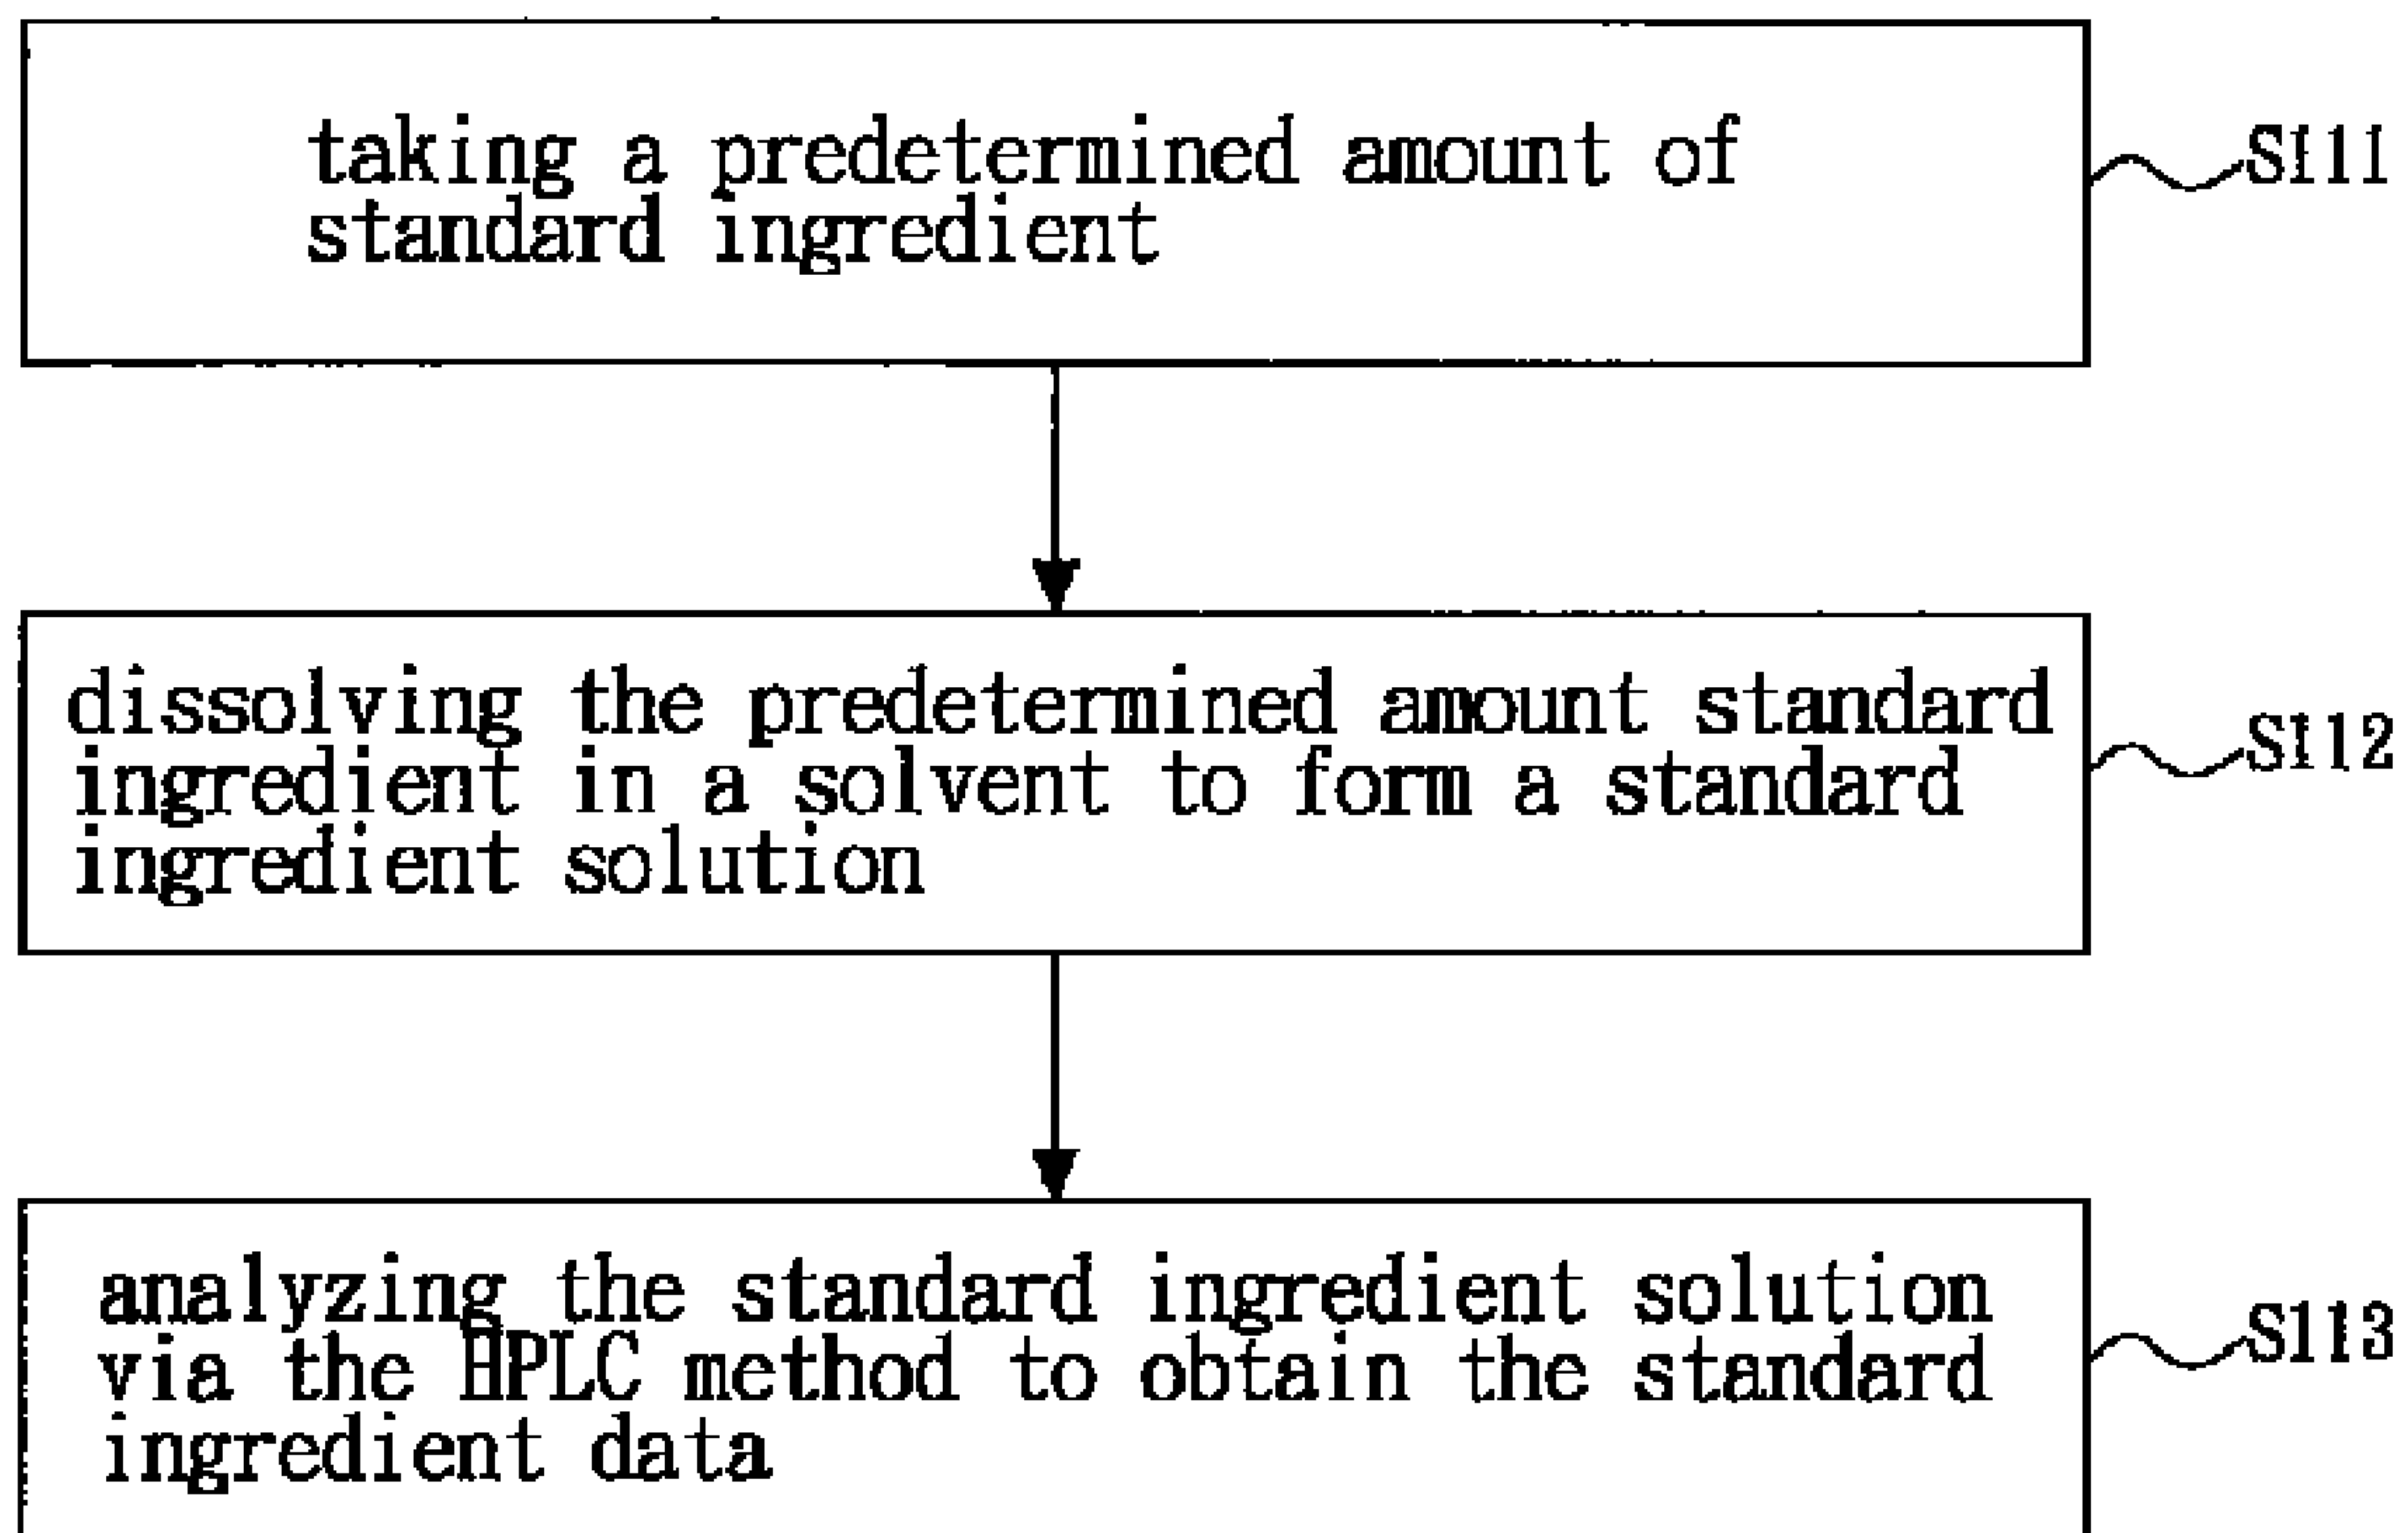 taking a predetermined amount of
standard ingredient
S111
dissolving the predetermined amount standard
ingredient in a solvent to form a standard
ingredient solution
S112
analyzing the standard ingredient solution
via the HPLC method to obtain the standard
ingredient data
S113